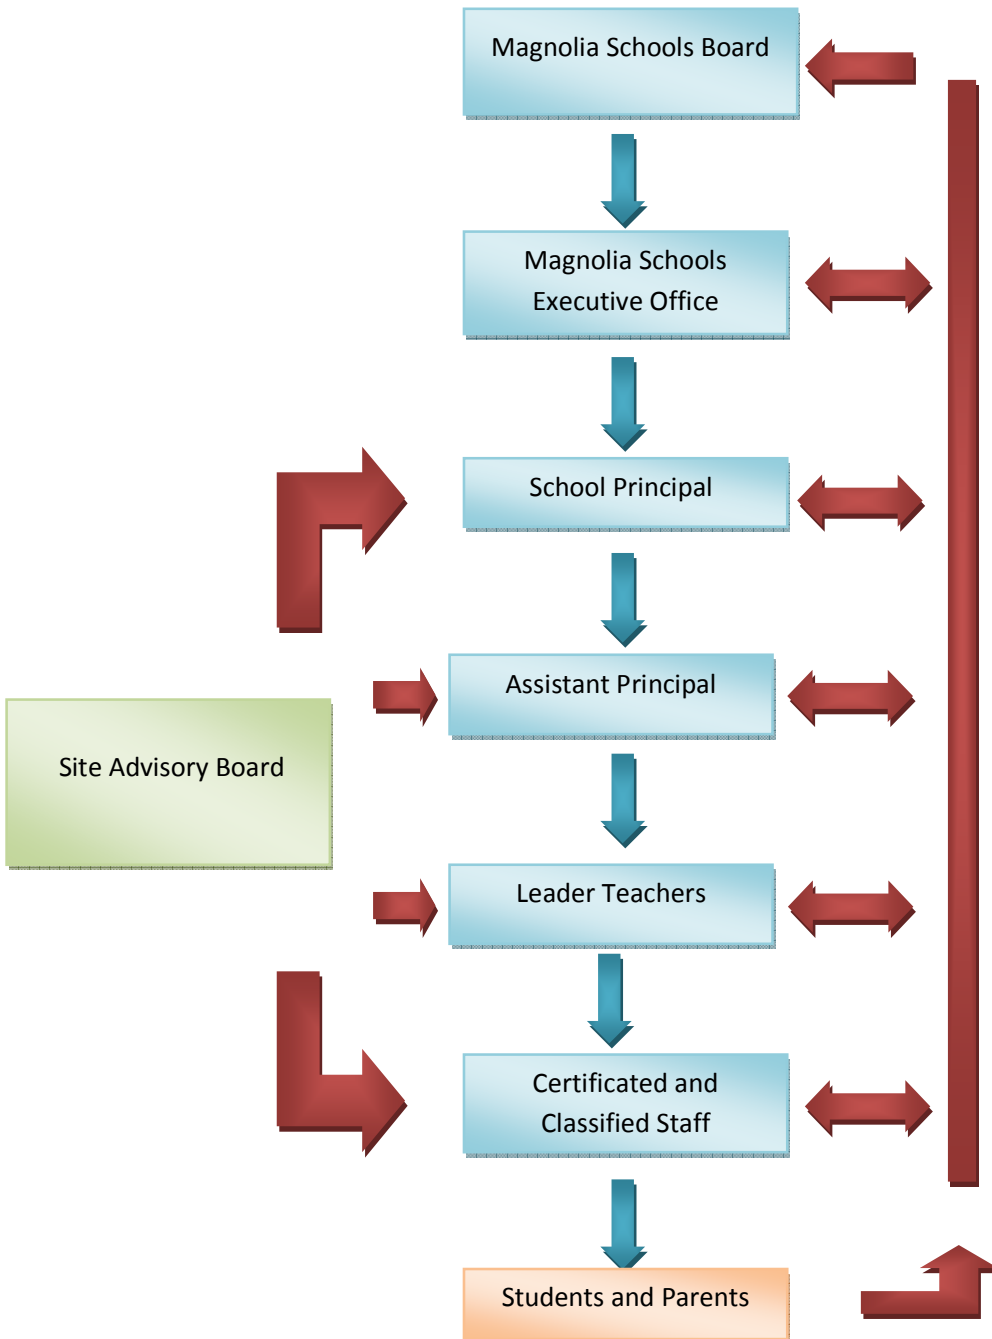 Magnolia Schools Board
Magnolia Schools
Executive Office
School Principal
Assistant Principal
Site Advisory Board
Leader Teachers
Certificated and
Classified Staff
Students and Parents